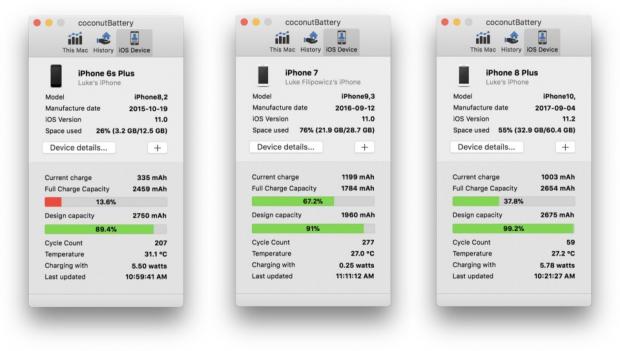 coconutBattery
This Mac History iOS Device
iPhone 6s Plus
Luke's iPhone
Model iPhone8,2
Manufacture date 2015-10-19
iOS Version 11.0
Space used 26% (3.2 GB/12.5 GB)
Device details... +
Current charge 335 mAh
Full Charge Capacity 2459 mAh
13.6%
Design capacity 2750 mAh
89.4%
Cycle Count 207
Temperature 31.1 °C
Charging with 5.50 watts
Last updated 10:59:41 AM
coconutBattery
This Mac History iOS Device
iPhone 7
Luke Filipowicz's iPhone
Model iPhone9,3
Manufacture date 2016-09-12
iOS Version 11.0
Space used 76% (21.9 GB/28.7 GB)
Device details... +
Current charge 1199 mAh
Full Charge Capacity 1784 mAh
67.2%
Design capacity 1960 mAh
91%
Cycle Count 277
Temperature 27.0 °C
Charging with 0.25 watts
Last updated 11:11:12 AM
coconutBattery
This Mac History iOS Device
iPhone 8 Plus
Luke's iPhone
Model iPhone10,
Manufacture date 2017-09-04
iOS Version 11.2
Space used 55% (32.9 GB/60.4 GB)
Device details... +
Current charge 1003 mAh
Full Charge Capacity 2654 mAh
37.8%
Design capacity 2675 mAh
99.2%
Cycle Count 59
Temperature 27.2 °C
Charging with 5.78 watts
Last updated 10:21:27 AM